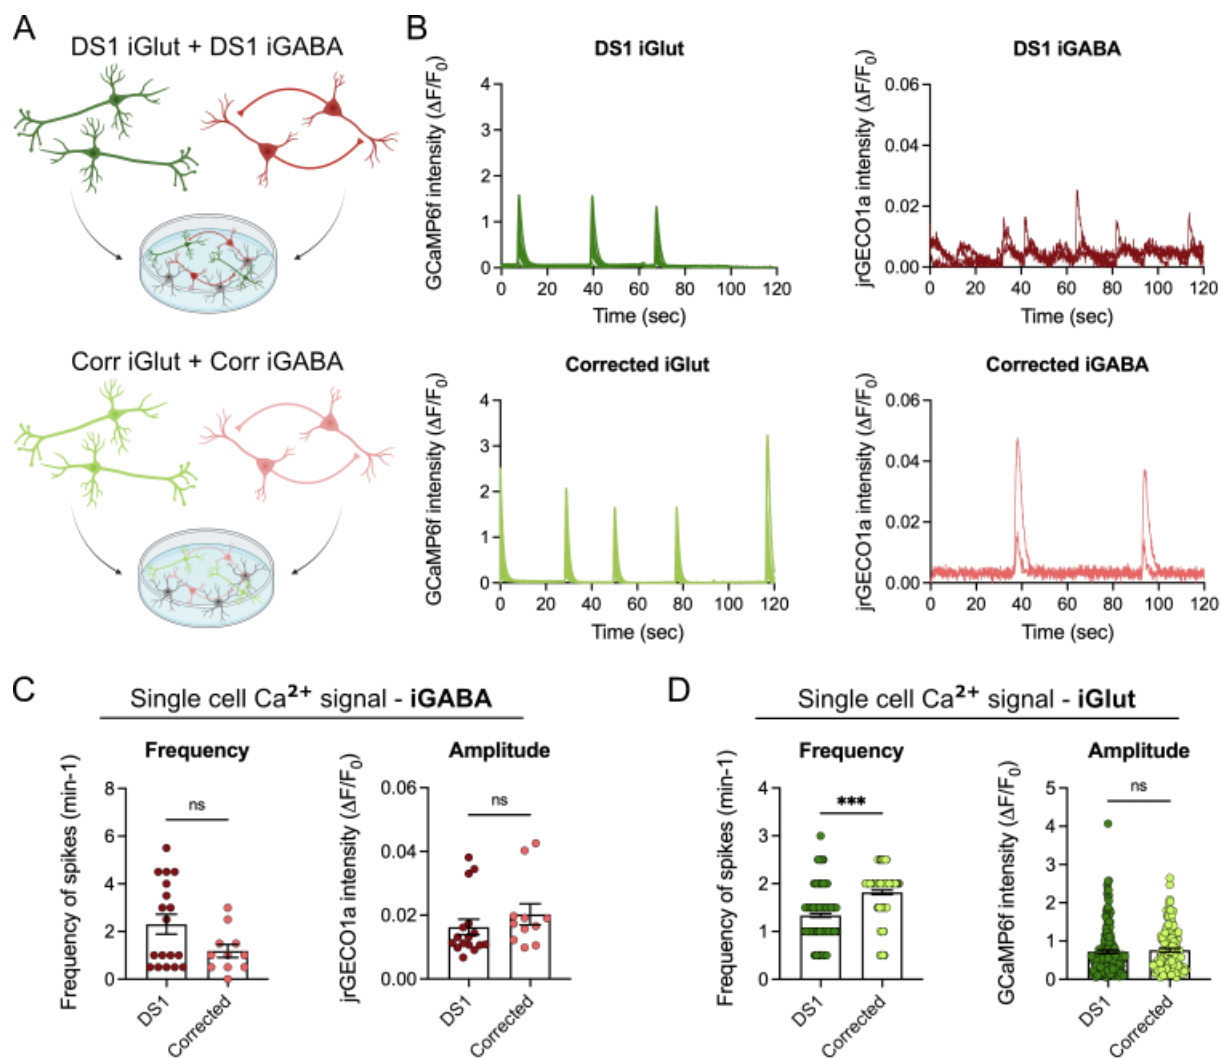 A
DS1 iGlut + DS1 iGABA
Corr iGlut + Corr iGABA
B
DS1 iGlut
GCaMP6f intensity (ΔF/F₀)
4
3
2
1
0
0 20 40 60 80 100 120
Time (sec)
DS1 iGABA
jrGECO1a intensity (ΔF/F₀)
0.06
0.04
0.02
0.00
0 20 40 60 80 100 120
Time (sec)
Corrected iGlut
GCaMP6f intensity (ΔF/F₀)
4
3
2
1
0
0 20 40 60 80 100 120
Time (sec)
Corrected iGABA
jrGECO1a intensity (ΔF/F₀)
0.06
0.04
0.02
0.00
0 20 40 60 80 100 120
Time (sec)
C
Single cell Ca²⁺ signal - iGABA
Frequency
Frequency of spikes (min-1)
8
6
4
2
0
ns
DS1
Corrected
Amplitude
jrGECO1a intensity (ΔF/F₀)
0.06
0.04
0.02
0.00
ns
DS1
Corrected
D
Single cell Ca²⁺ signal - iGlut
Frequency
Frequency of spikes (min-1)
4
3
2
1
0
***
DS1
Corrected
Amplitude
GCaMP6f intensity (ΔF/F₀)
5
4
3
2
1
0
ns
DS1
Corrected